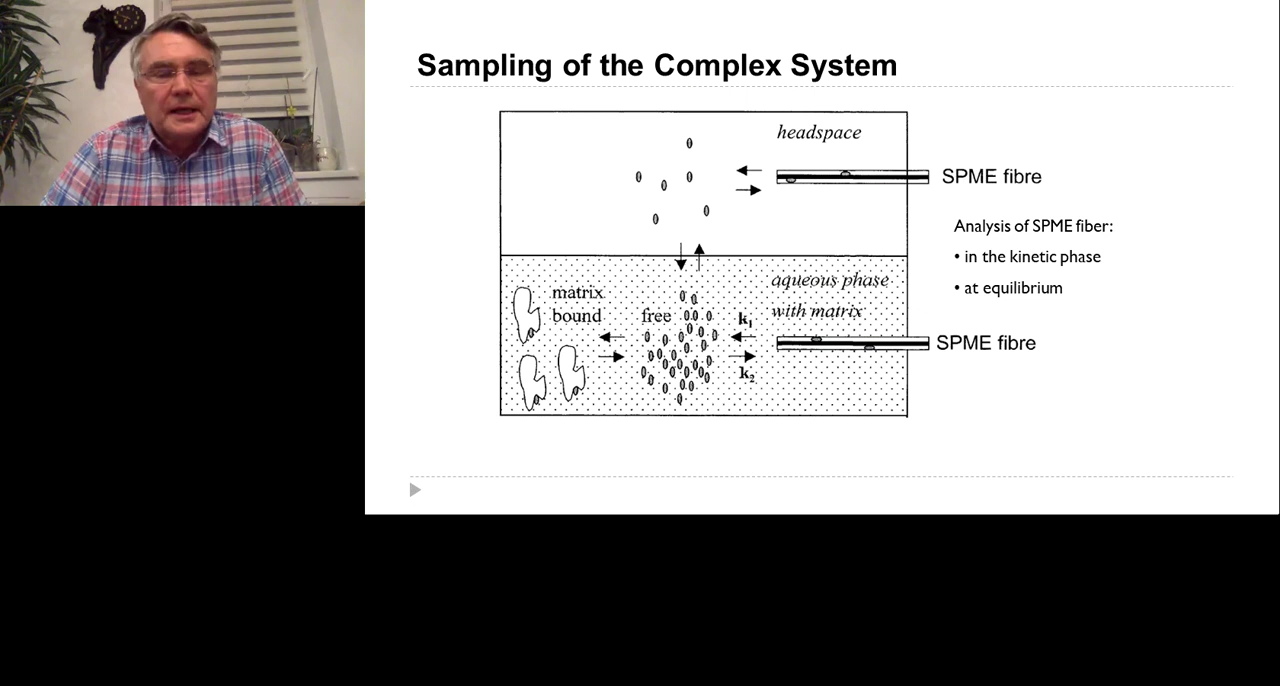 Sampling of the Complex System
headspace
SPME fibre
Analysis of SPME fiber:
• in the kinetic phase
• at equilibrium
aqueous phase
with matrix
matrix
bound
free
k₁
k₂
SPME fibre